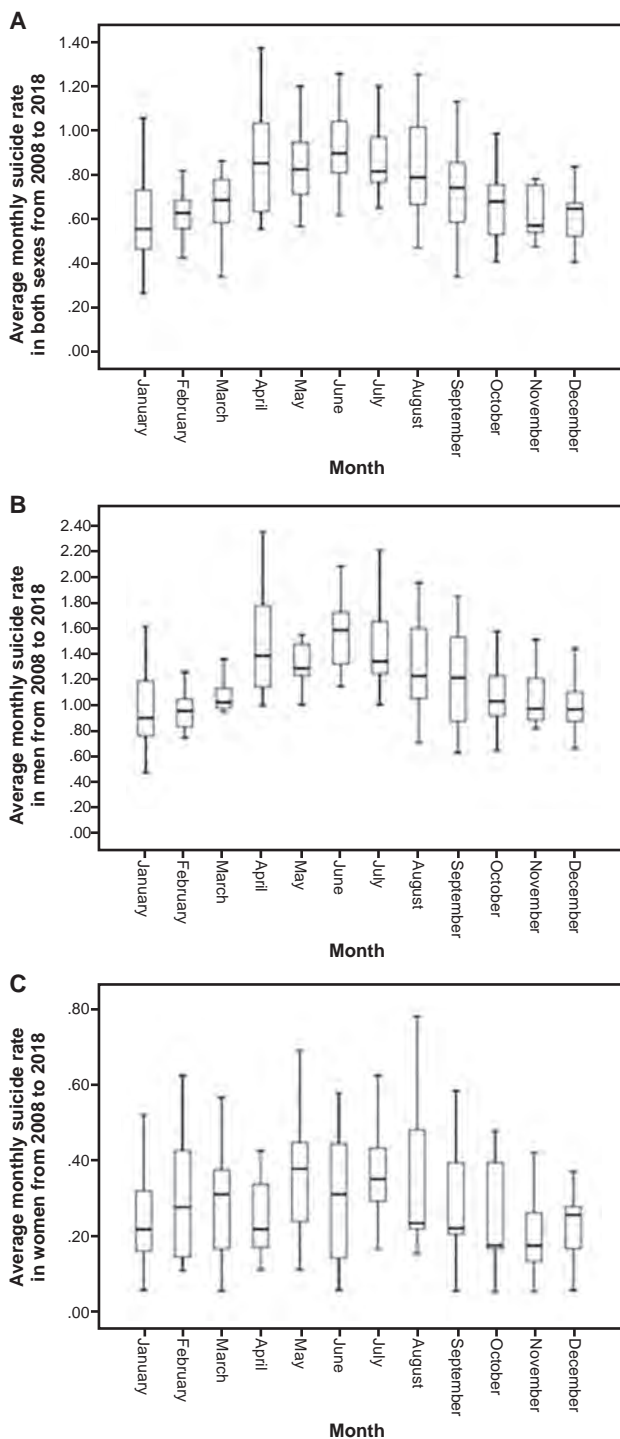 A
Average monthly suicide rate
in both sexes from 2008 to 2018
1.40
1.20
1.00
.80
.60
.40
.20
.00
January
February
March
April
May
June
July
August
September
October
November
December
Month
B
Average monthly suicide rate
in men from 2008 to 2018
2.40
2.20
2.00
1.80
1.60
1.40
1.20
1.00
.80
.60
.40
.20
.00
January
February
March
April
May
June
July
August
September
October
November
December
Month
C
Average monthly suicide rate
in women from 2008 to 2018
.80
.60
.40
.20
.00
January
February
March
April
May
June
July
August
September
October
November
December
Month